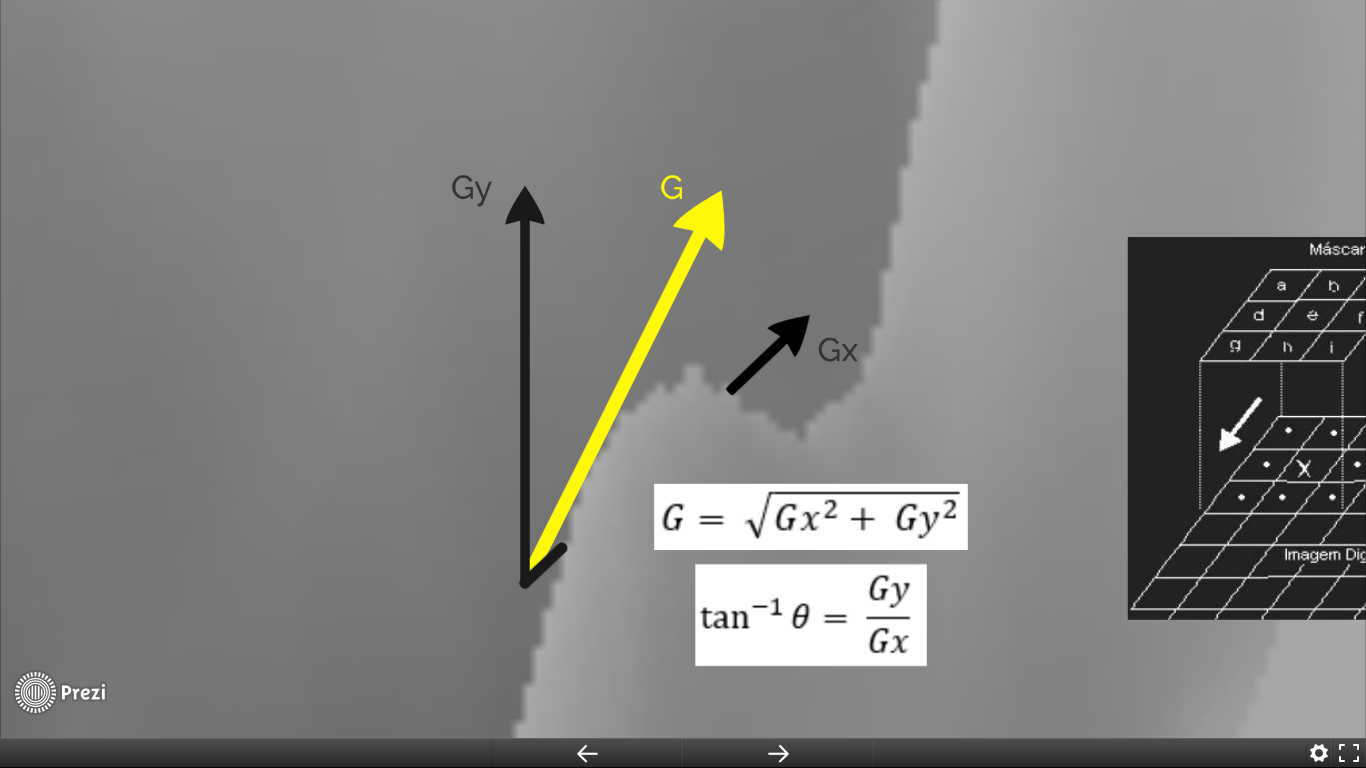 Gy
G
Gx
G = √Gx² + Gy²
tan⁻¹ θ = Gy/Gx
Máscar
a b
d e f
g h i
X
Imagem Dig
Prezi